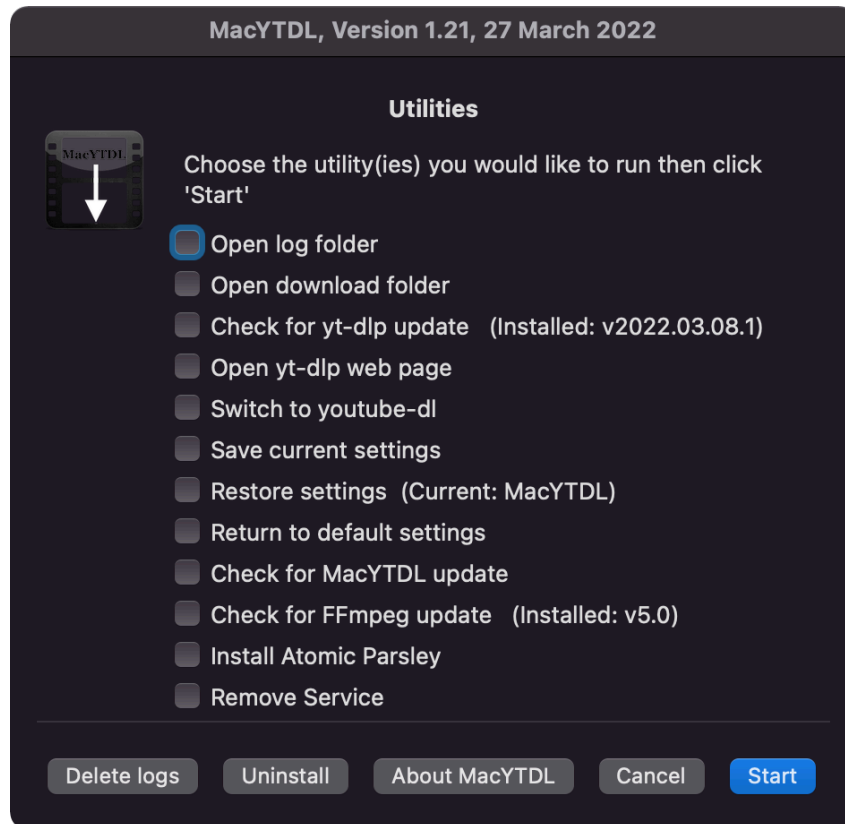 MacYTDL, Version 1.21, 27 March 2022
Utilities
MacYTDL
Choose the utility(ies) you would like to run then click
'Start'
Open log folder
Open download folder
Check for yt-dlp update (Installed: v2022.03.08.1)
Open yt-dlp web page
Switch to youtube-dl
Save current settings
Restore settings (Current: MacYTDL)
Return to default settings
Check for MacYTDL update
Check for FFmpeg update (Installed: v5.0)
Install Atomic Parsley
Remove Service
Delete logs Uninstall About MacYTDL Cancel Start